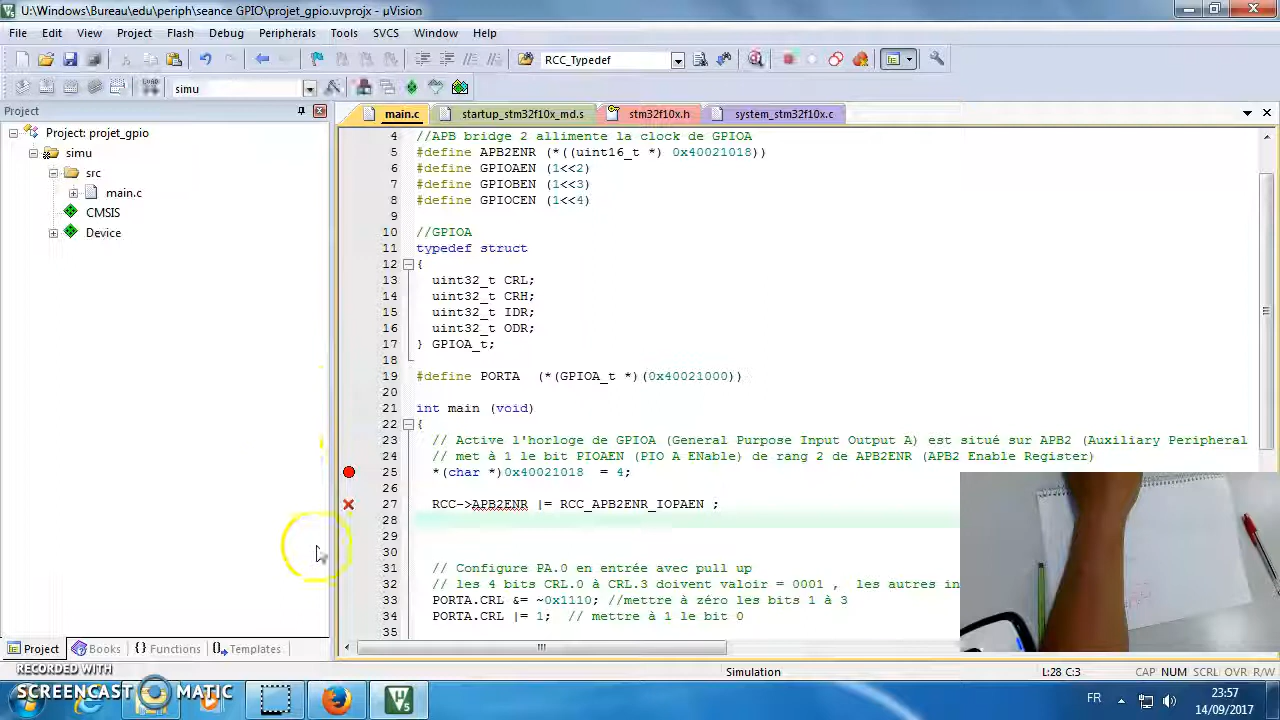 U:\Windows\Bureau\edu\periph\seance GPIO\projet_gpio.uvprojx - µVision
File Edit View Project Flash Debug Peripherals Tools SVCS Window Help
RCC_Typedef
simu
Project
main.c startup_stm32f10x_md.s stm32f10x.h system_stm32f10x.c
Project: projet_gpio
simu
src
main.c
CMSIS
Device
4 //APB bridge 2 allimente la clock de GPIOA
5 #define APB2ENR (*((uint16_t *) 0x40021018))
6 #define GPIOAEN (1<<2)
7 #define GPIOBEN (1<<3)
8 #define GPIOCEN (1<<4)
9
10 //GPIOA
11 typedef struct
12 {
13 uint32_t CRL;
14 uint32_t CRH;
15 uint32_t IDR;
16 uint32_t ODR;
17 } GPIOA_t;
18
19 #define PORTA (*(GPIOA_t *)(0x40021000))
20
21 int main (void)
22 {
23 // Active l'horloge de GPIOA (General Purpose Input Output A) est situé sur APB2 (Auxiliary Peripheral
24 // met à 1 le bit PIOAEN (PIO A ENable) de rang 2 de APB2ENR (APB2 Enable Register)
25 *(char *)0x40021018 = 4;
26
27 RCC->APB2ENR |= RCC_APB2ENR_IOPAEN ;
28
29
30
31 // Configure PA.0 en entrée avec pull up
32 // les 4 bits CRL.0 à CRL.3 doivent valoir = 0001 , les autres in
33 PORTA.CRL &= ~0x1110; //mettre à zéro les bits 1 à 3
34 PORTA.CRL |= 1; // mettre à 1 le bit 0
35
Project Books {} Functions Templates
Simulation L:28 C:3 CAP NUM SCRL OVR R/W
RECORDED WITH
SCREENCAST MATIC
FR
23:57
14/09/2017